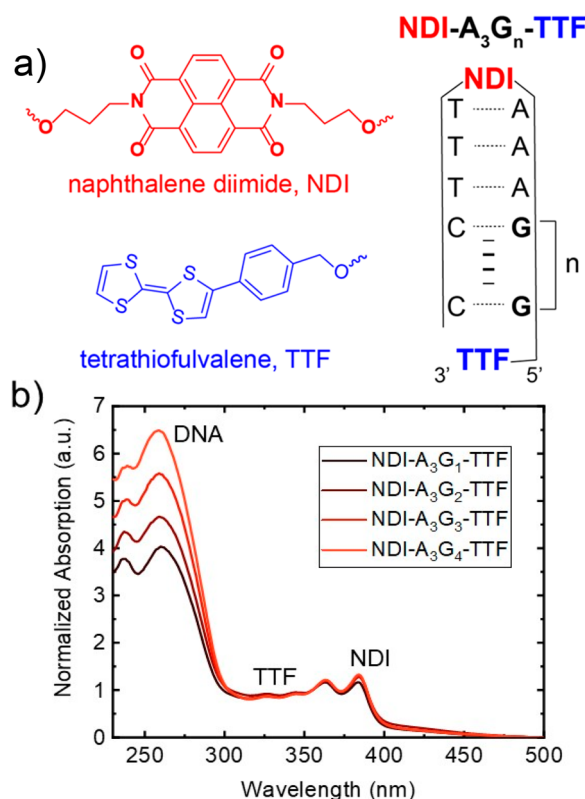 a)
O
N
O
O
O
O
N
O
naphthalene diimide, NDI
S
S
S
S
O
tetrathiofulvalene, TTF
NDI-A₃Gₙ-TTF
NDI
T A
T A
T A
C G
n
C G
TTF
3' 5'
b)
Normalized Absorption (a.u.)
7
6
5
4
3
2
1
0
DNA
TTF
NDI
NDI-A₃G₁-TTF
NDI-A₃G₂-TTF
NDI-A₃G₃-TTF
NDI-A₃G₄-TTF
250 300 350 400 450 500
Wavelength (nm)